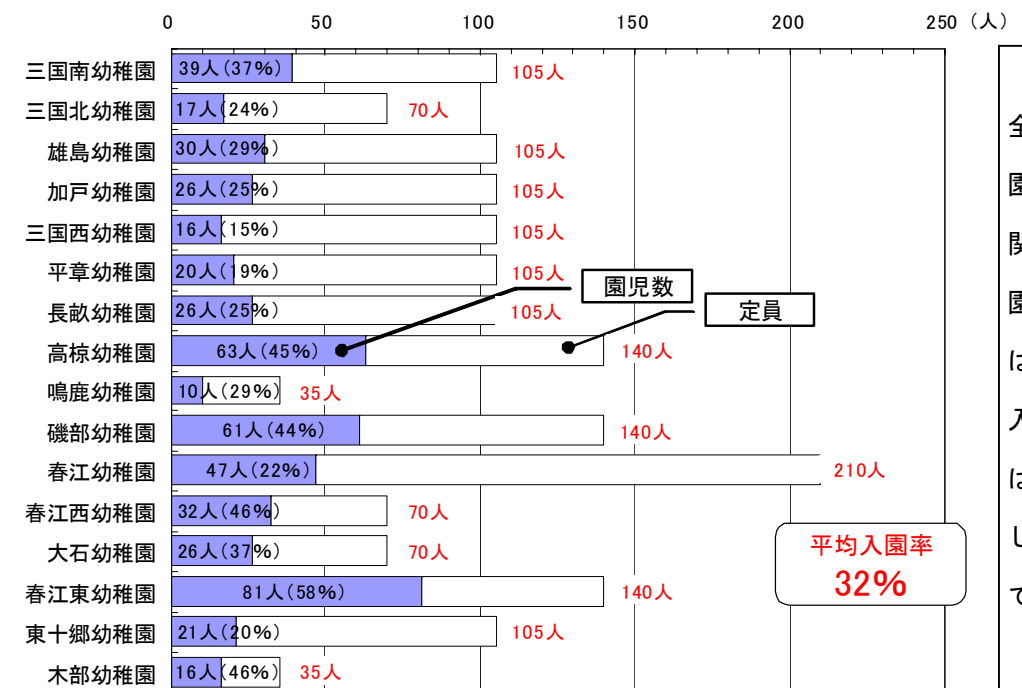 0 50 100 150 200 250 （人）
三国南幼稚園 39人(37%) 105人
三国北幼稚園 17人(24%) 70人
雄島幼稚園 30人(29%) 105人
加戸幼稚園 26人(25%) 105人
三国西幼稚園 16人(15%) 105人
平章幼稚園 20人(19%) 105人
園児数
長畝幼稚園 26人(25%) 105人
定員
高椋幼稚園 63人(45%) 140人
鳴鹿幼稚園 10人(29%) 35人
磯部幼稚園 61人(44%) 140人
春江幼稚園 47人(22%) 210人
春江西幼稚園 32人(46%) 70人
大石幼稚園 26人(37%) 70人
春江東幼稚園 81人(58%) 140人
東十郷幼稚園 21人(20%) 105人
木部幼稚園 16人(46%) 35人
平均入園率
32%
全
園
関
園
は
入
は
し
で